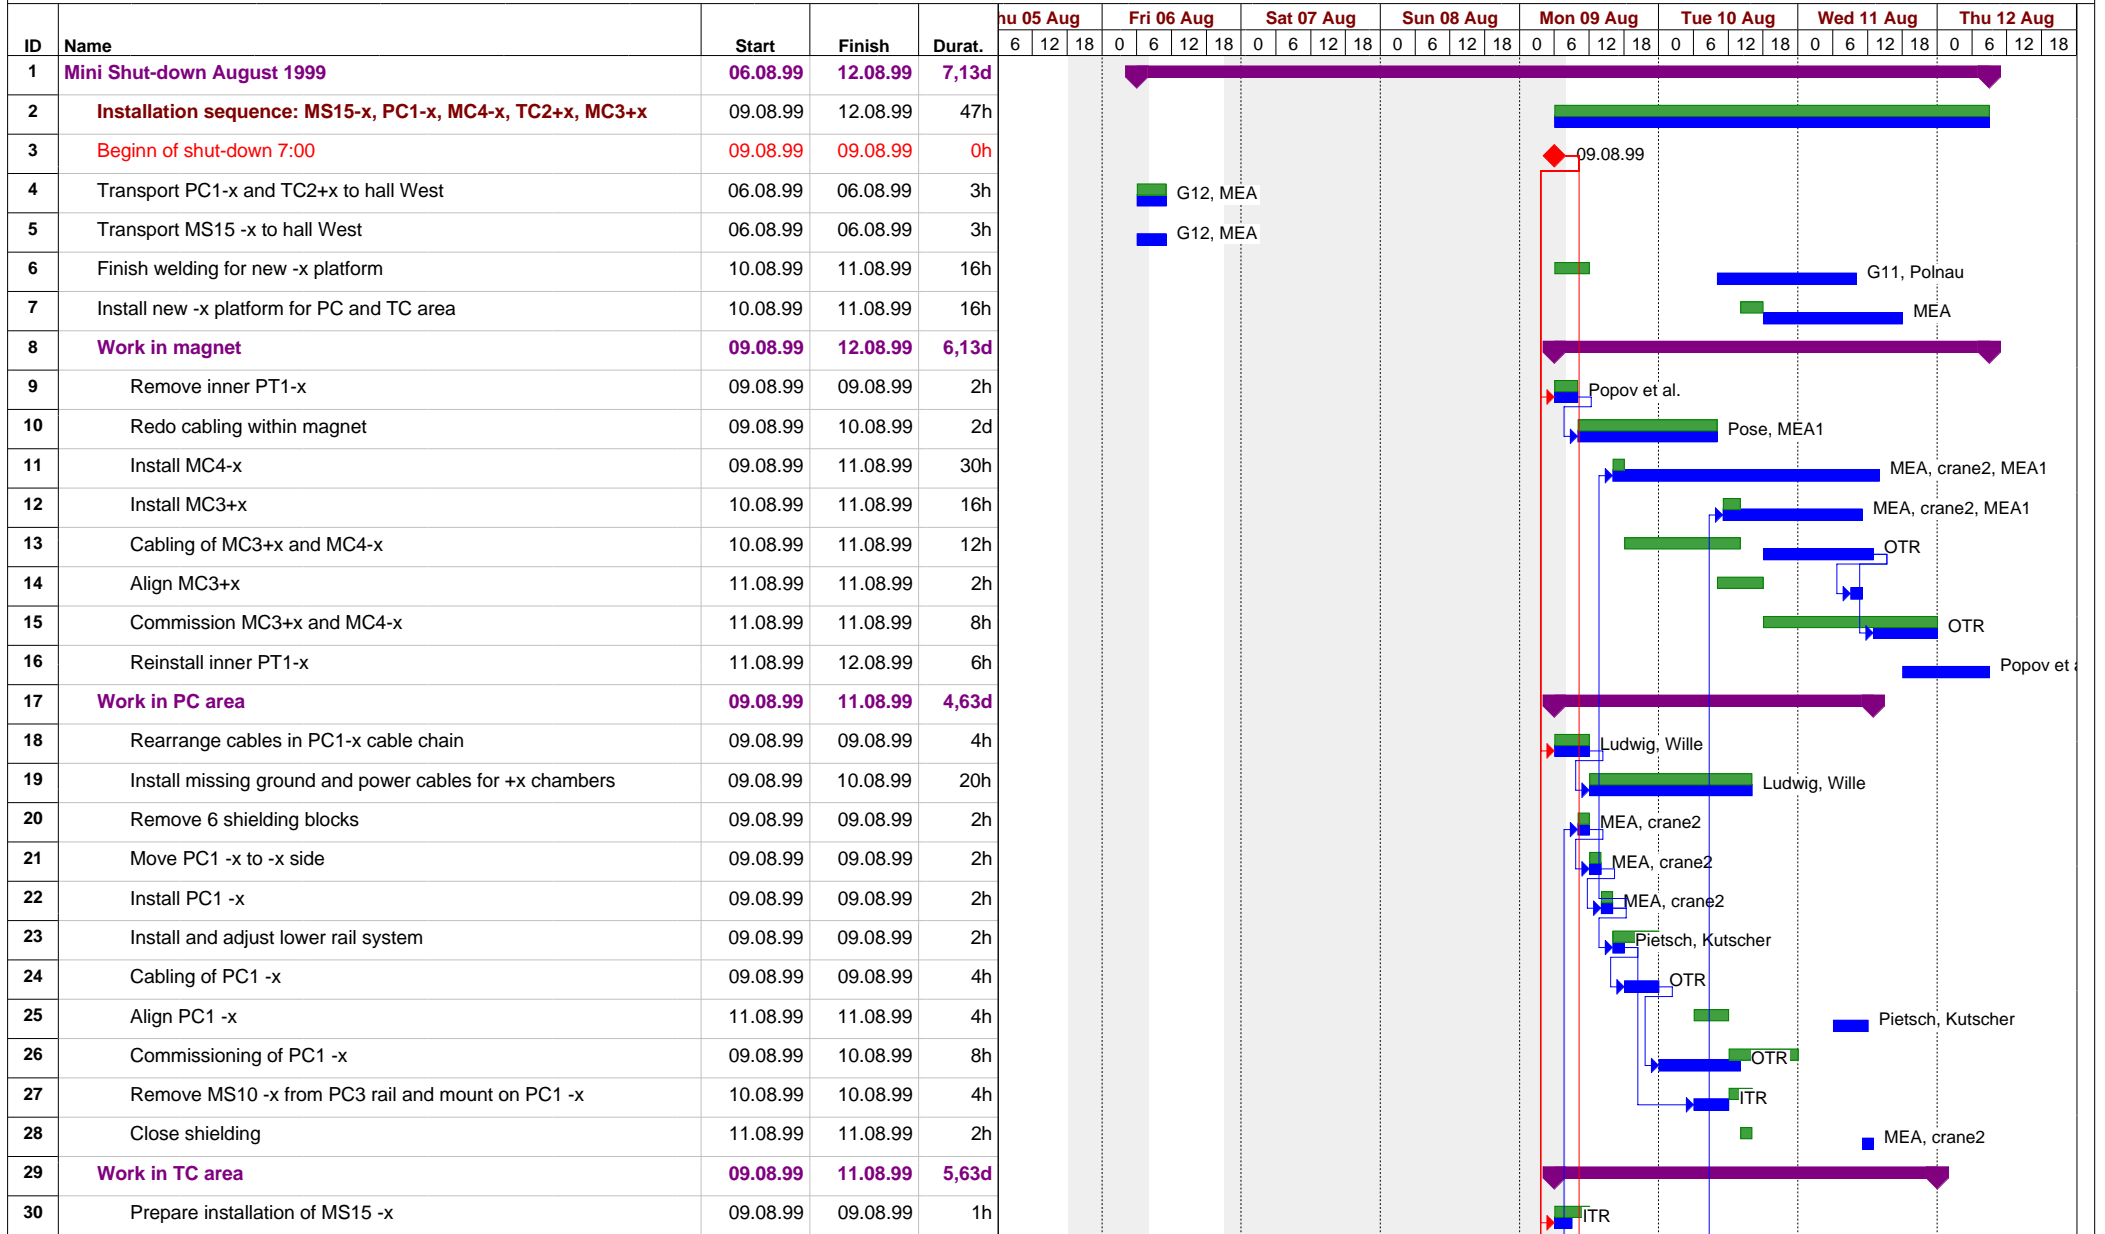 hu 05 Aug Fri 06 Aug Sat 07 Aug Sun 08 Aug Mon 09 Aug Tue 10 Aug Wed 11 Aug Thu 12 Aug
ID Name Start Finish Durat. 6 12 18 0 6 12 18 0 6 12 18 0 6 12 18 0 6 12 18 0 6 12 18 0 6 12 18 0 6 12 18
1 Mini Shut-down August 1999 06.08.99 12.08.99 7,13d
2 Installation sequence: MS15-x, PC1-x, MC4-x, TC2+x, MC3+x 09.08.99 12.08.99 47h
3 Beginn of shut-down 7:00 09.08.99 09.08.99 0h 09.08.99
4 Transport PC1-x and TC2+x to hall West 06.08.99 06.08.99 3h G12, MEA
5 Transport MS15 -x to hall West 06.08.99 06.08.99 3h G12, MEA
6 Finish welding for new -x platform 10.08.99 11.08.99 16h G11, Polnau
7 Install new -x platform for PC and TC area 10.08.99 11.08.99 16h MEA
8 Work in magnet 09.08.99 12.08.99 6,13d
9 Remove inner PT1-x 09.08.99 09.08.99 2h Popov et al.
10 Redo cabling within magnet 09.08.99 10.08.99 2d Pose, MEA1
11 Install MC4-x 09.08.99 11.08.99 30h MEA, crane2, MEA1
12 Install MC3+x 10.08.99 11.08.99 16h MEA, crane2, MEA1
13 Cabling of MC3+x and MC4-x 10.08.99 11.08.99 12h OTR
14 Align MC3+x 11.08.99 11.08.99 2h
15 Commission MC3+x and MC4-x 11.08.99 11.08.99 8h OTR
16 Reinstall inner PT1-x 11.08.99 12.08.99 6h Popov et a
17 Work in PC area 09.08.99 11.08.99 4,63d
18 Rearrange cables in PC1-x cable chain 09.08.99 09.08.99 4h Ludwig, Wille
19 Install missing ground and power cables for +x chambers 09.08.99 10.08.99 20h Ludwig, Wille
20 Remove 6 shielding blocks 09.08.99 09.08.99 2h MEA, crane2
21 Move PC1 -x to -x side 09.08.99 09.08.99 2h MEA, crane2
22 Install PC1 -x 09.08.99 09.08.99 2h MEA, crane2
23 Install and adjust lower rail system 09.08.99 09.08.99 2h Pietsch, Kutscher
24 Cabling of PC1 -x 09.08.99 09.08.99 4h OTR
25 Align PC1 -x 11.08.99 11.08.99 4h Pietsch, Kutscher
26 Commissioning of PC1 -x 09.08.99 10.08.99 8h OTR
27 Remove MS10 -x from PC3 rail and mount on PC1 -x 10.08.99 10.08.99 4h ITR
28 Close shielding 11.08.99 11.08.99 2h MEA, crane2
29 Work in TC area 09.08.99 11.08.99 5,63d
30 Prepare installation of MS15 -x 09.08.99 09.08.99 1h ITR